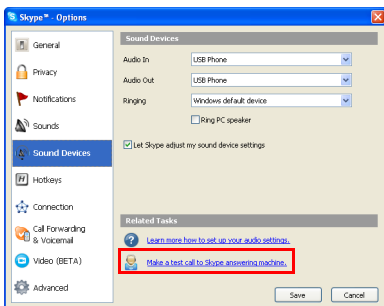 Skype™ - Options
General
Privacy
Notifications
Sounds
Sound Devices
Hotkeys
Connection
Call Forwarding
& Voicemail
Video (BETA)
Advanced
Sound Devices
Audio In
USB Phone
Audio Out
USB Phone
Ringing
Windows default device
Ring PC speaker
Let Skype adjust my sound device settings
Related Tasks
Learn more how to set up your audio settings.
Make a test call to Skype answering machine.
Save
Cancel